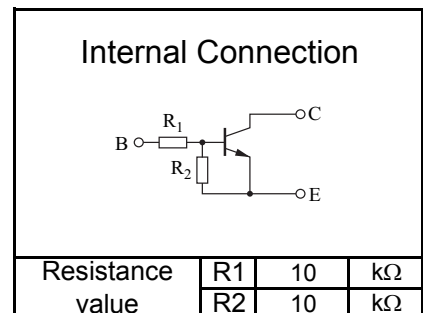 Internal Connection
C
R1
B
R2
E
Resistance value R1 10 kΩ
R2 10 kΩ